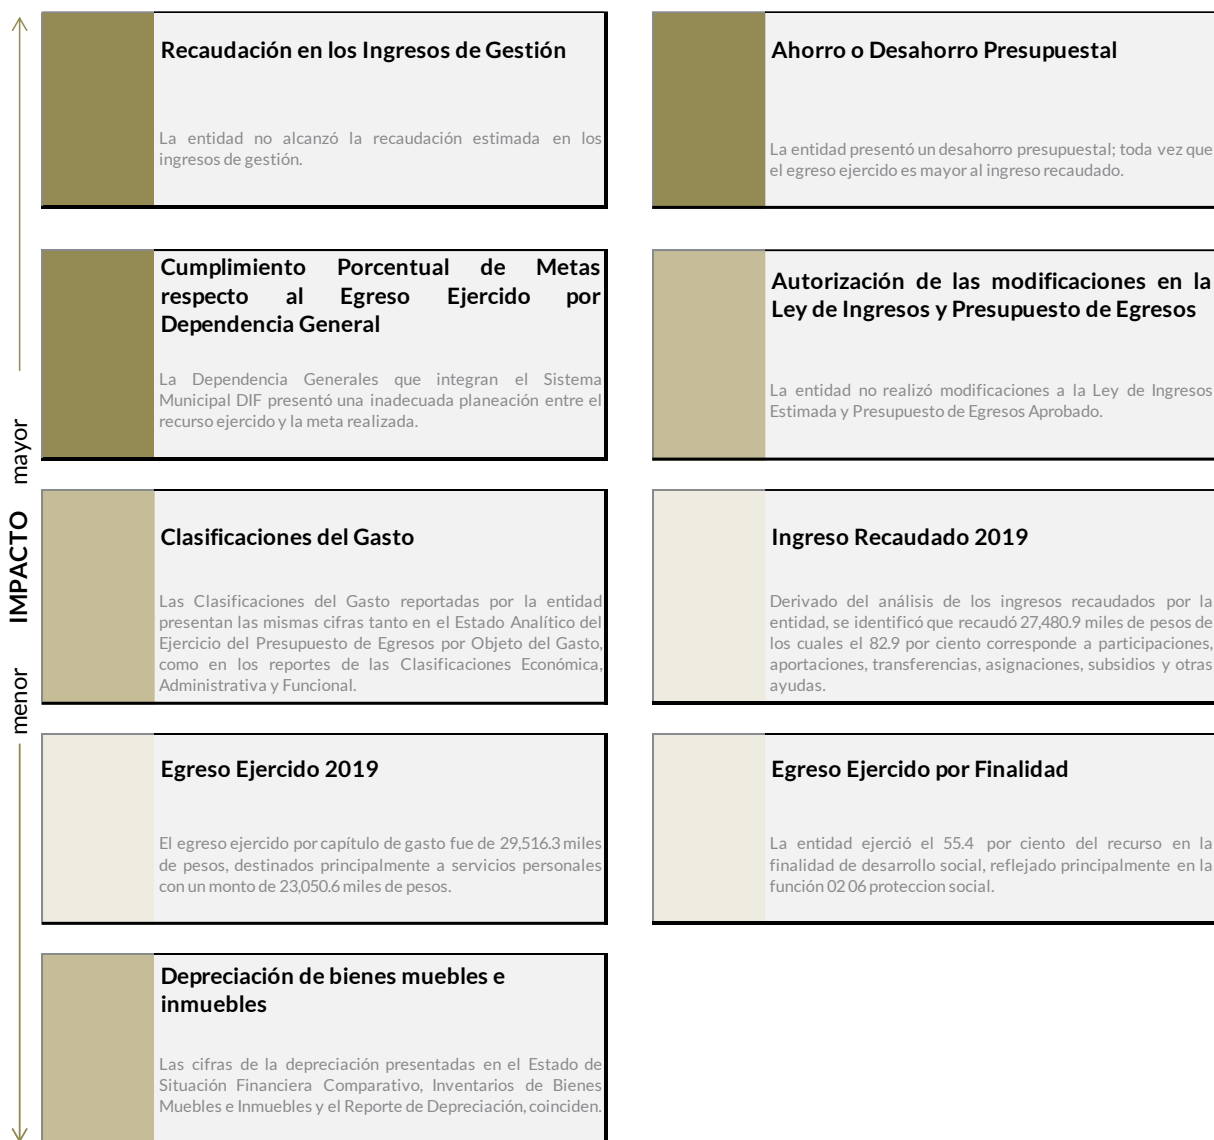 Recaudación en los Ingresos de Gestión
La entidad no alcanzó la recaudación estimada en los
ingresos de gestión.
Ahorro o Desahorro Presupuestal
La entidad presentó un desahorro presupuestal; toda vez que
el egreso ejercido es mayor al ingreso recaudado.
Cumplimiento Porcentual de Metas
respecto al Egreso Ejercido por
Dependencia General
La Dependencia Generales que integran el Sistema
Municipal DIF presentó una inadecuada planeación entre el
recurso ejercido y la meta realizada.
Autorización de las modificaciones en la
Ley de Ingresos y Presupuesto de Egresos
La entidad no realizó modificaciones a la Ley de Ingresos
Estimada y Presupuesto de Egresos Aprobado.
menor IMPACTO mayor
Clasificaciones del Gasto
Las Clasificaciones del Gasto reportadas por la entidad
presentan las mismas cifras tanto en el Estado Analítico del
Ejercicio del Presupuesto de Egresos por Objeto del Gasto,
como en los reportes de las Clasificaciones Económica,
Administrativa y Funcional.
Ingreso Recaudado 2019
Derivado del análisis de los ingresos recaudados por la
entidad, se identificó que recaudó 27,480.9 miles de pesos de
los cuales el 82.9 por ciento corresponde a participaciones,
aportaciones, transferencias, asignaciones, subsidios y otras
ayudas.
Egreso Ejercido 2019
El egreso ejercido por capítulo de gasto fue de 29,516.3 miles
de pesos, destinados principalmente a servicios personales
con un monto de 23,050.6 miles de pesos.
Egreso Ejercido por Finalidad
La entidad ejerció el 55.4 por ciento del recurso en la
finalidad de desarrollo social, reflejado principalmente en la
función 02 06 proteccion social.
Depreciación de bienes muebles e
inmuebles
Las cifras de la depreciación presentadas en el Estado de
Situación Financiera Comparativo, Inventarios de Bienes
Muebles e Inmuebles y el Reporte de Depreciación, coinciden.